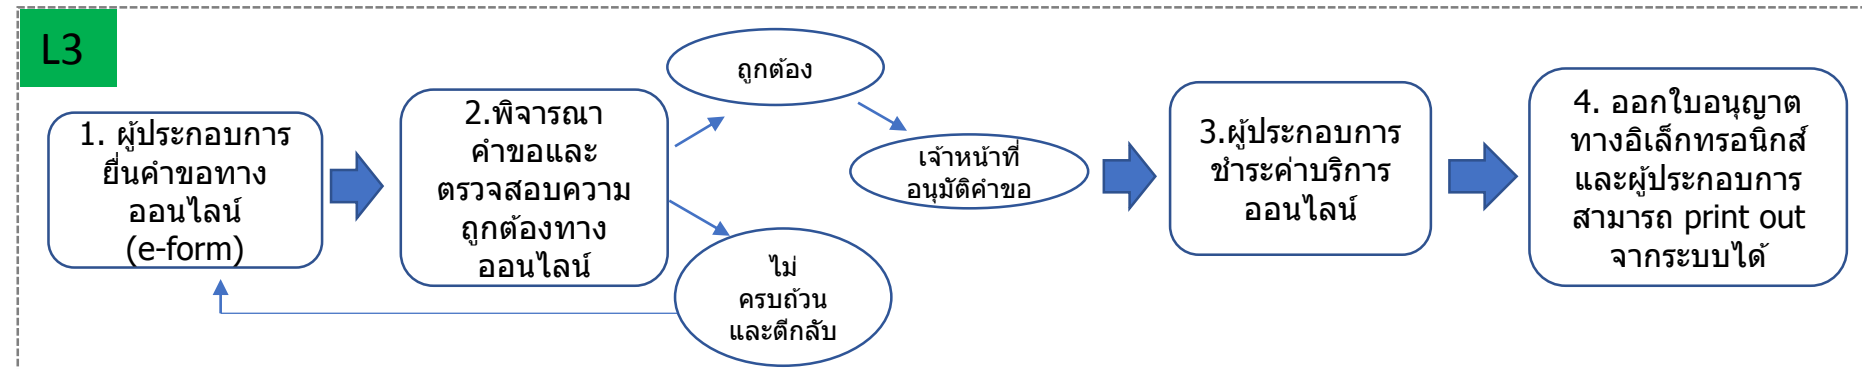 L3
1. ผู้ประกอบการ
ยื่นคำขอทาง
ออนไลน์
(e-form)
2.พิจารณา
คำขอและ
ตรวจสอบความ
ถูกต้องทาง
ออนไลน์
ถูกต้อง
ไม่
ครบถ้วน
และตีกลับ
เจ้าหน้าที่
อนุมัติคำขอ
3.ผู้ประกอบการ
ชำระค่าบริการ
ออนไลน์
4. ออกใบอนุญาต
ทางอิเล็กทรอนิกส์
และผู้ประกอบการ
สามารถ print out
จากระบบได้